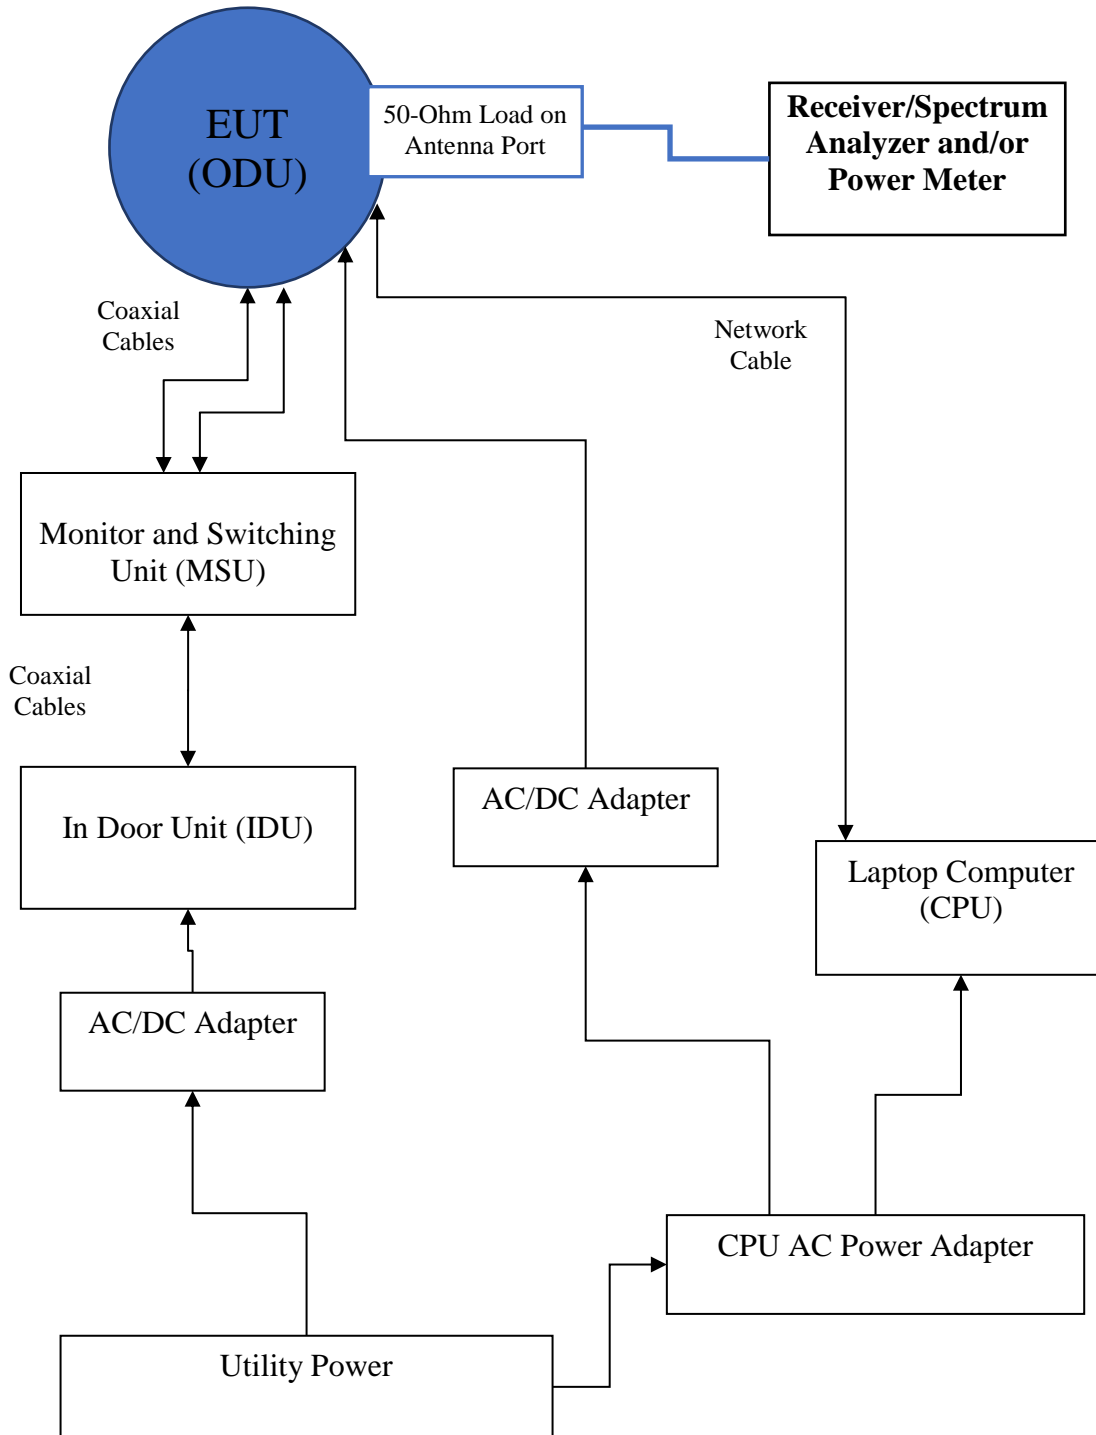 EUT
(ODU)
50-Ohm Load on
Antenna Port
Receiver/Spectrum
Analyzer and/or
Power Meter
Coaxial
Cables
Network
Cable
Monitor and Switching
Unit (MSU)
Coaxial
Cables
In Door Unit (IDU)
AC/DC Adapter
Laptop Computer
(CPU)
AC/DC Adapter
CPU AC Power Adapter
Utility Power